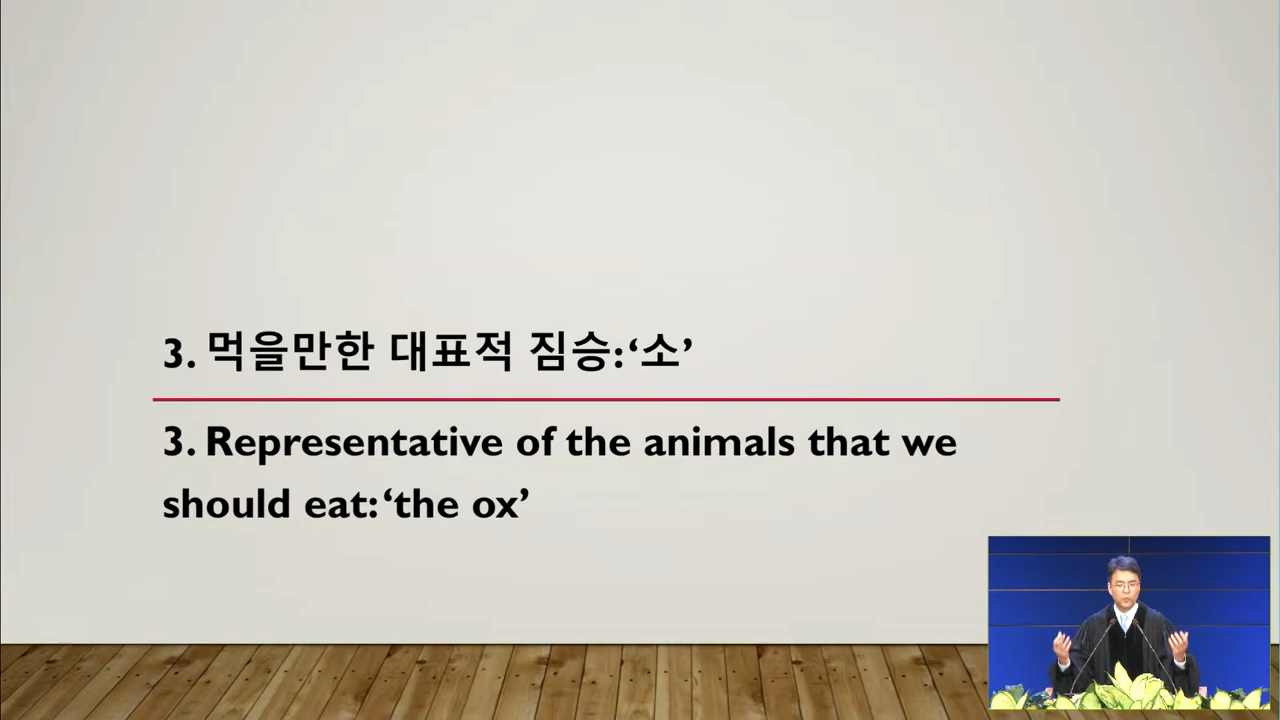 3. 먹을만한 대표적 짐승:‘소’
3. Representative of the animals that we
should eat:‘the ox’